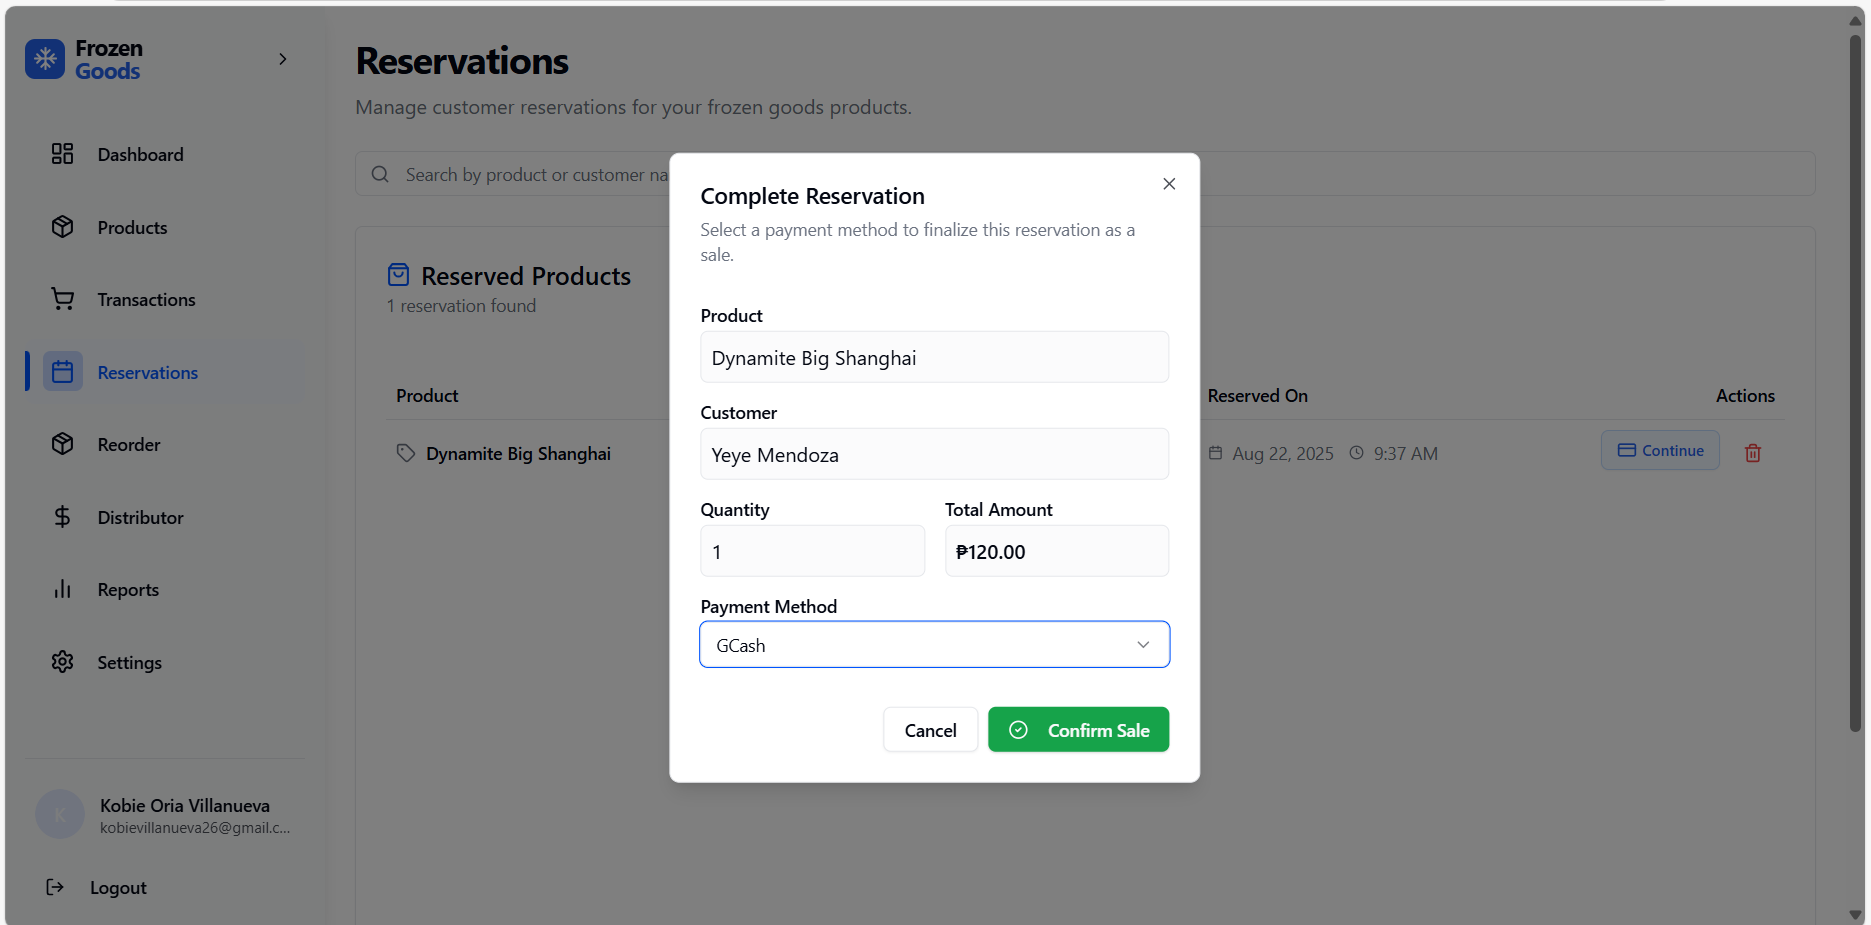 Frozen
Goods
Dashboard
Products
Transactions
Reservations
Reorder
Distributor
Reports
Settings
K
Kobie Oria Villanueva
kobievillanueva26@gmail.c...
Logout
Reservations
Manage customer reservations for your frozen goods products.
Search by product or customer na
Reserved Products
1 reservation found
Product
Reserved On
Actions
Dynamite Big Shanghai
Aug 22, 2025
9:37 AM
Continue
Complete Reservation
Select a payment method to finalize this reservation as a
sale.
Product
Dynamite Big Shanghai
Customer
Yeye Mendoza
Quantity
Total Amount
1
₱120.00
Payment Method
GCash
Cancel
Confirm Sale